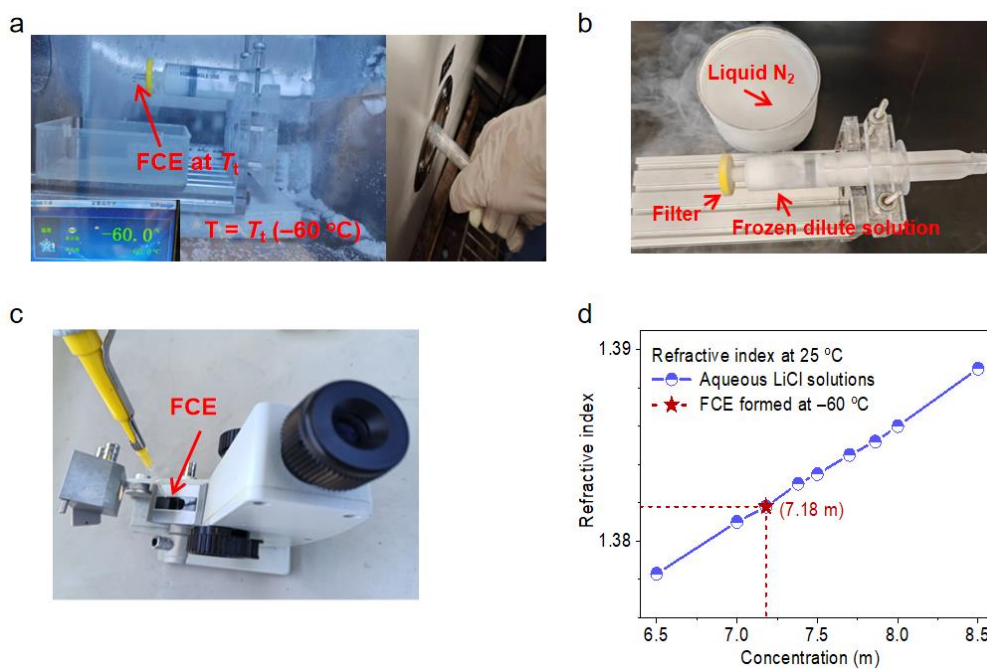 a
FCE at Tt
T = Tt (–60 ℃)
-60.0°
b
Liquid N2
Filter
Frozen dilute solution
c
FCE
d
Refractive index at 25 ℃
Aqueous LiCl solutions
FCE formed at –60 ℃
1.39
1.38
(7.18 m)
Refractive index
6.5 7.0 7.5 8.0 8.5
Concentration (m)